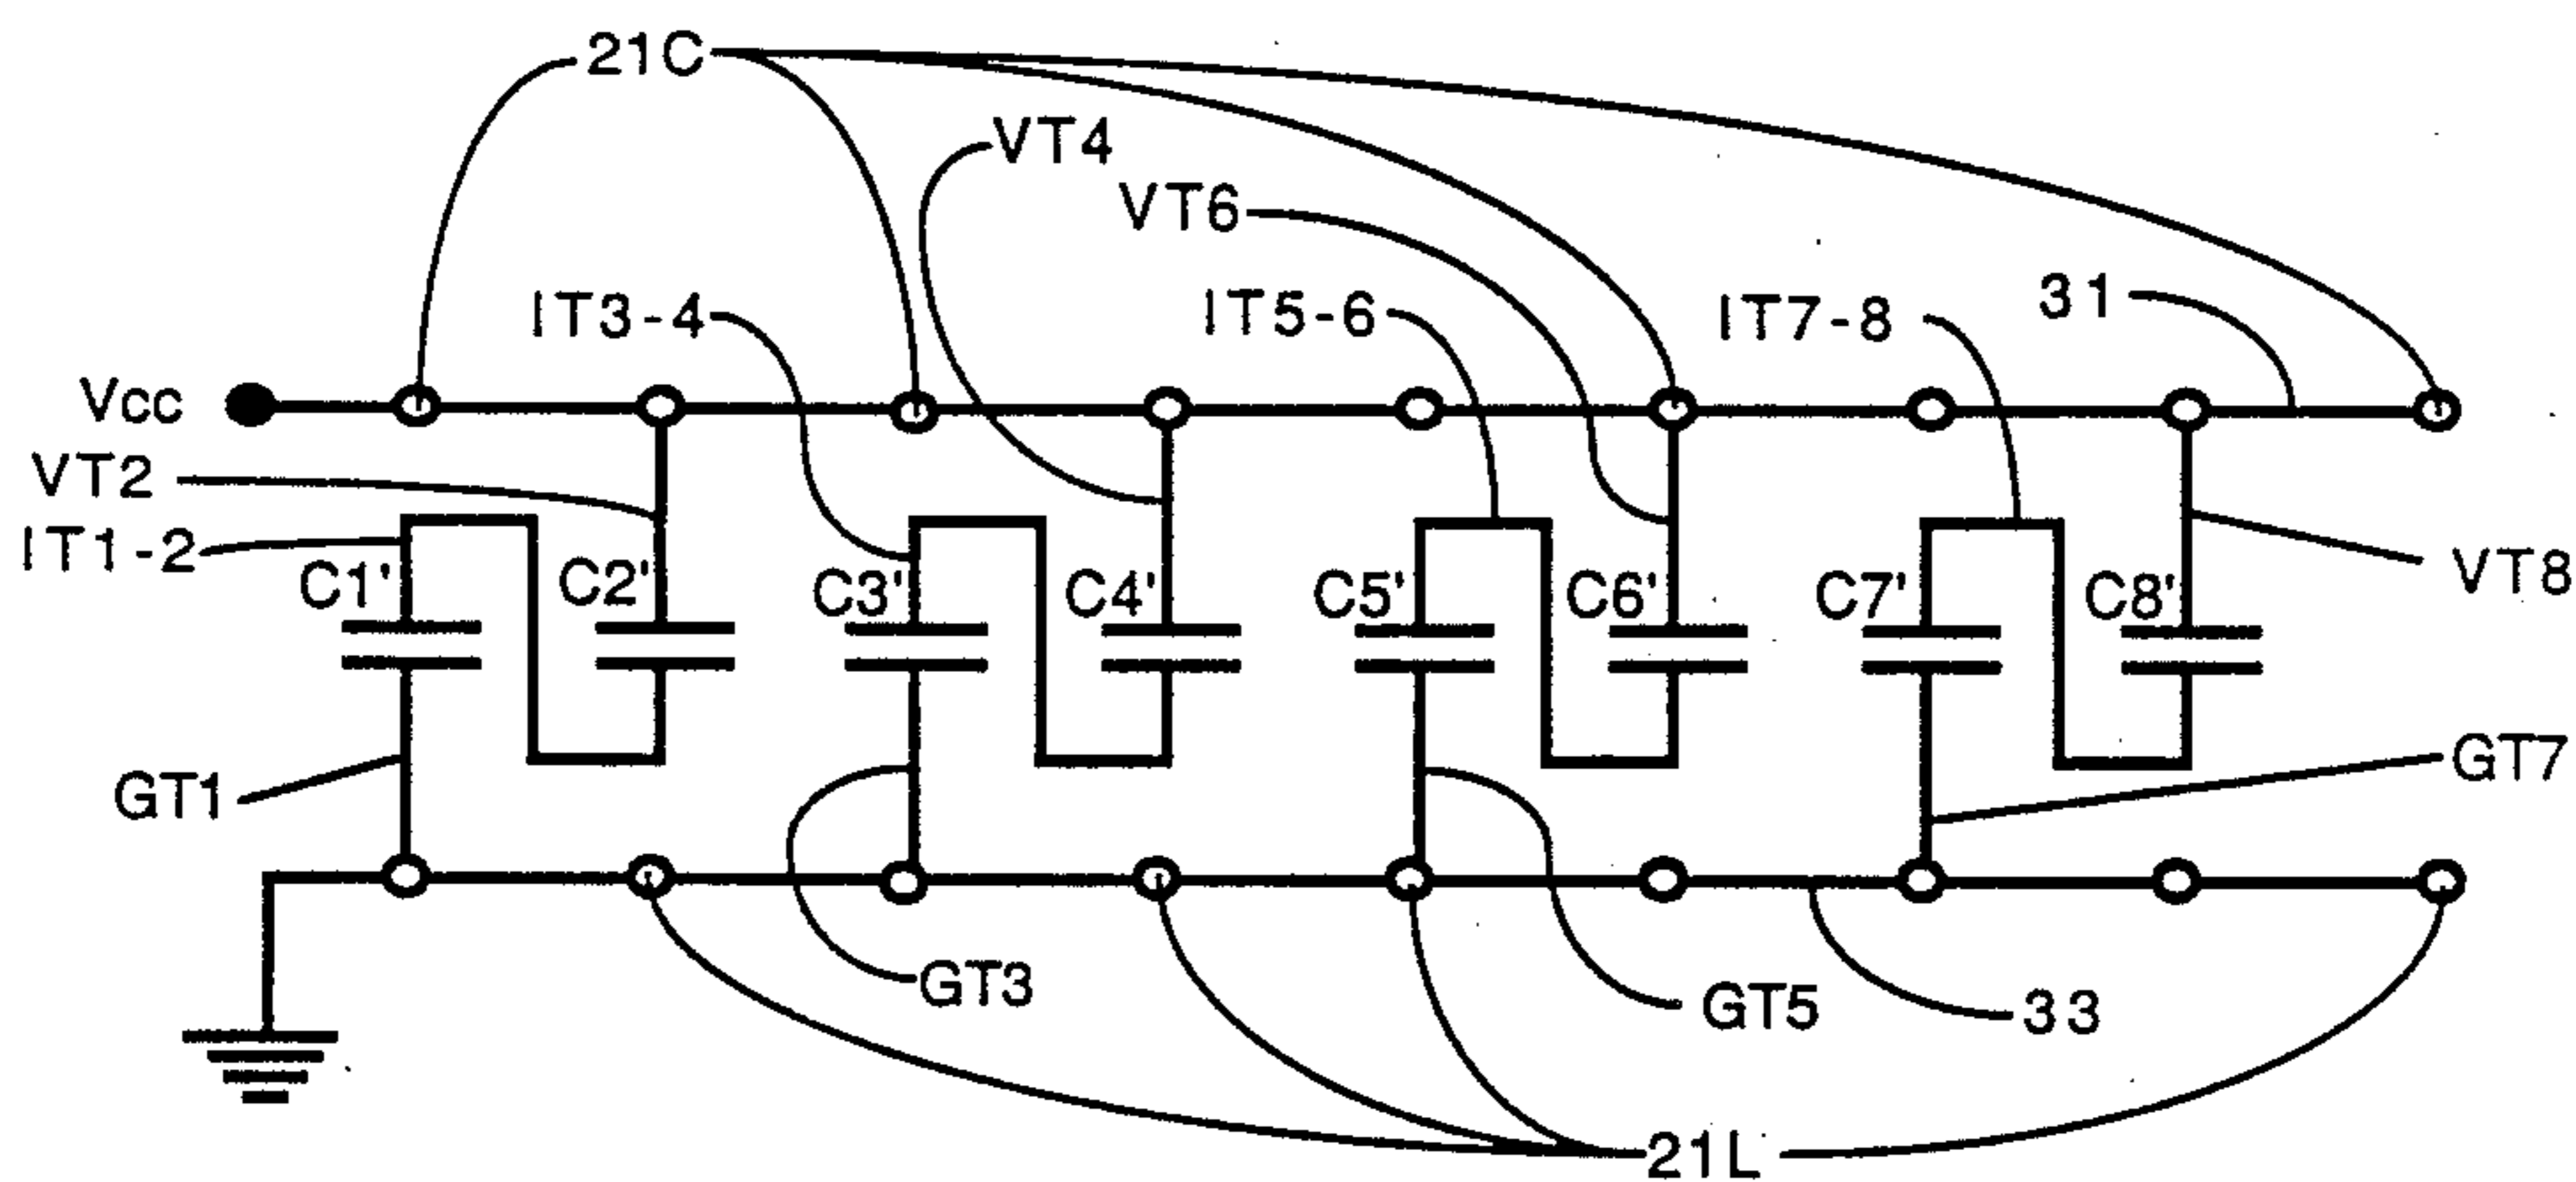 21C
VT4
VT6
IT3-4
IT5-6
IT7-8
31
Vcc
VT2
IT1-2
C1'
C2'
C3'
C4'
C5'
C6'
C7'
C8'
VT8
GT1
GT7
GT3
GT5
33
21L